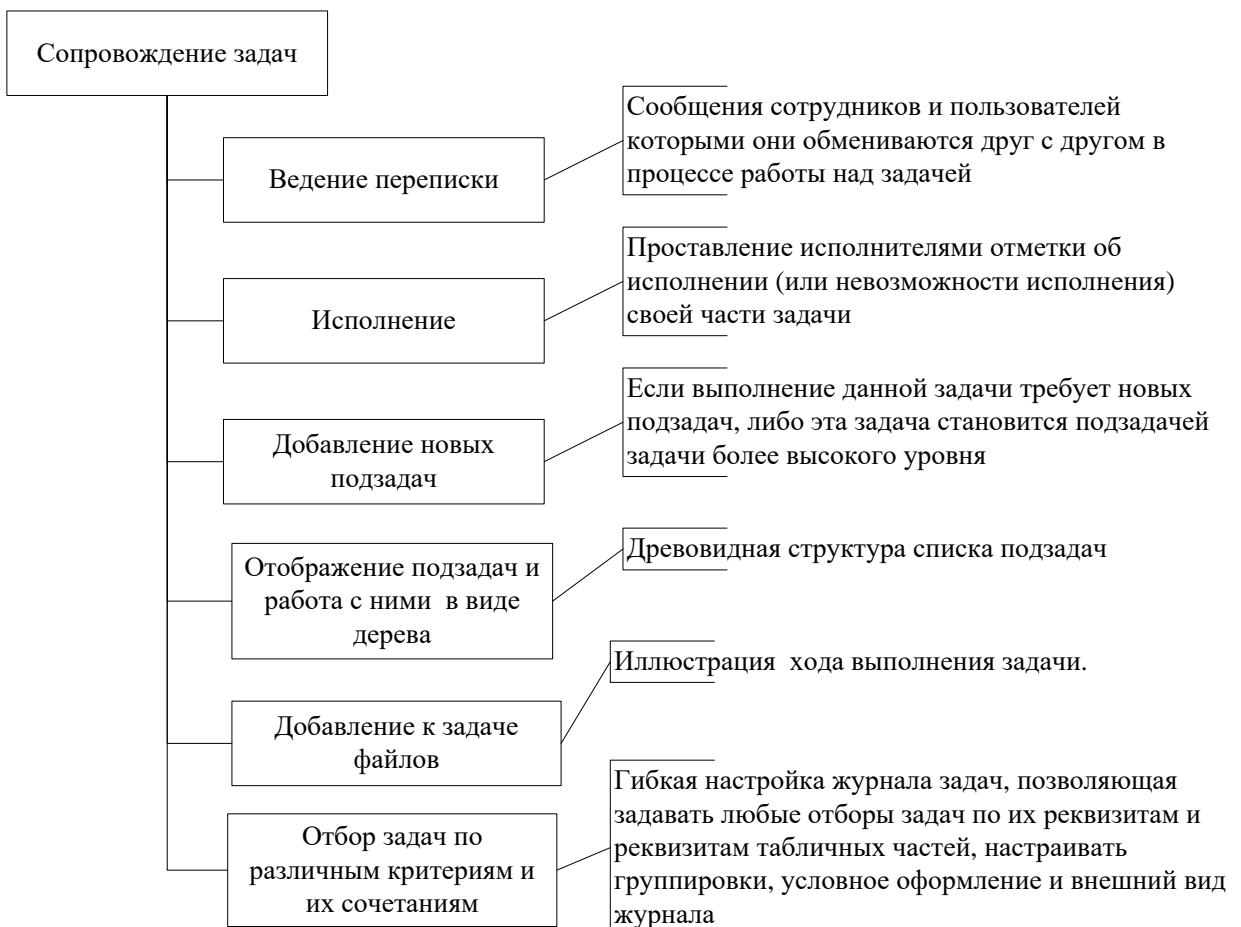 Сопровождение задач
Ведение переписки
Сообщения сотрудников и пользователей
которыми они обмениваются друг с другом в
процессе работы над задачей
Исполнение
Проставление исполнителями отметки об
исполнении (или невозможности исполнения)
своей части задачи
Добавление новых
подзадач
Если выполнение данной задачи требует новых
подзадач, либо эта задача становится подзадачей
задачи более высокого уровня
Отображение подзадач и
работа с ними в виде
дерева
Древовидная структура списка подзадач
Добавление к задаче
файлов
Иллюстрация хода выполнения задачи.
Отбор задач по
различным критериям и
их сочетаниям
Гибкая настройка журнала задач, позволяющая
задавать любые отборы задач по их реквизитам и
реквизитам табличных частей, настраивать
группировки, условное оформление и внешний вид
журнала